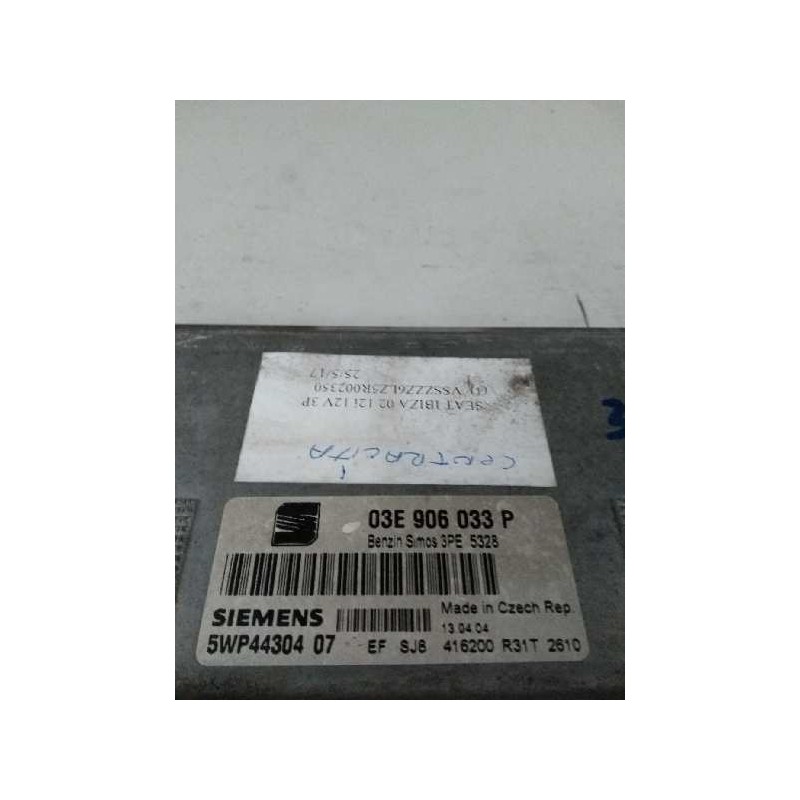 SEAT IBIZA 02 12i 12V 3P
(1) VSSZZZ6LZ5R002350
25/5/17
CENTRALITA
03E 906 033 P
Benzin Simos 3PE 5328
SIEMENS
Made in Czech Rep.
13.04.04
5WP44304 07
EF SJ8 416200 R31T 2610